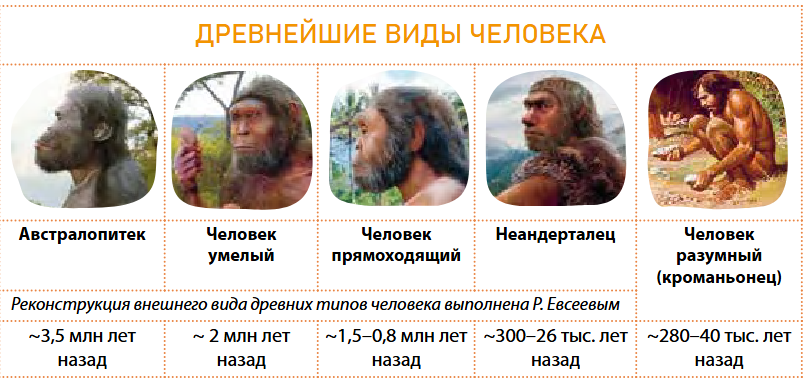 ДРЕВНЕЙШИЕ ВИДЫ ЧЕЛОВЕКА
Австралопитек
Человек
умелый
Человек
прямоходящий
Неандерталец
Человек
разумный
(кроманьонец)
Реконструкция внешнего вида древних типов человека выполнена Р. Евсеевым
~3,5 млн лет
назад
~ 2 млн лет
назад
~1,5–0,8 млн лет
назад
~300–26 тыс. лет
назад
~280–40 тыс. лет
назад